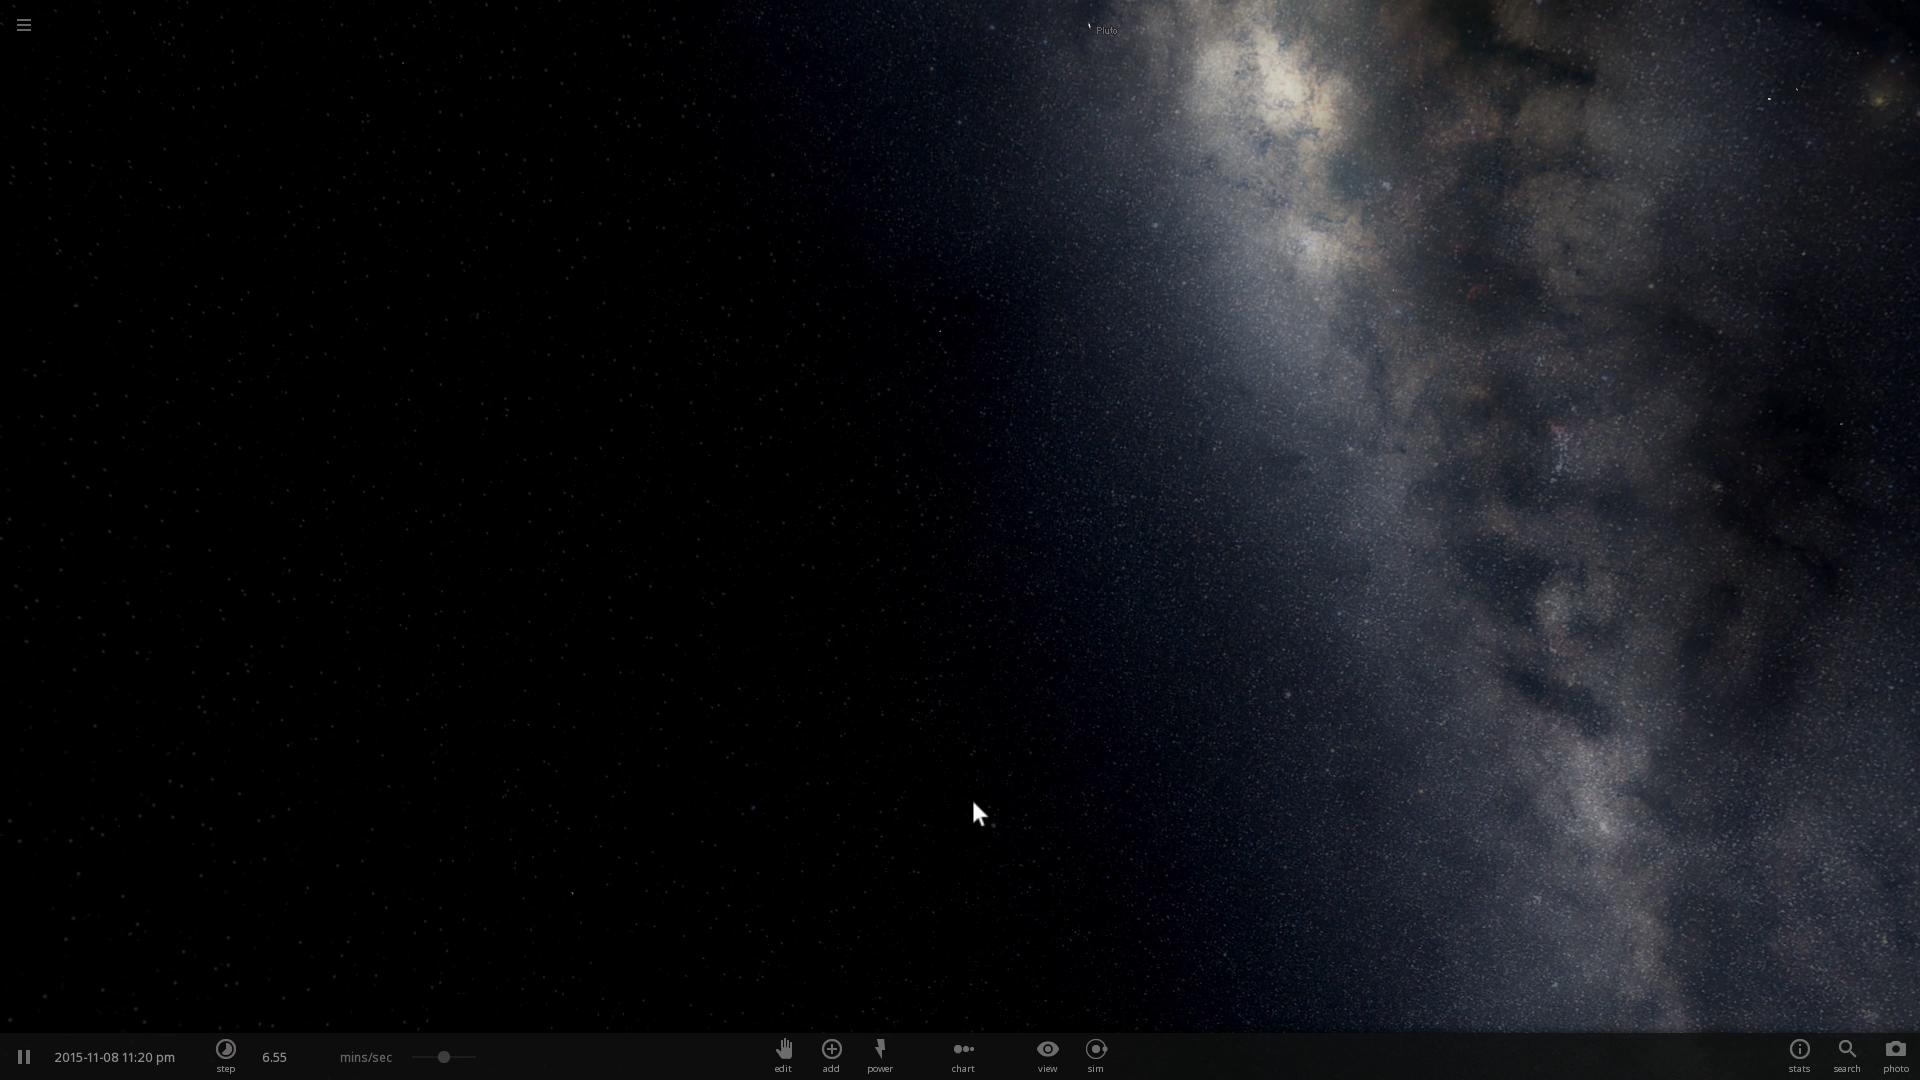 Pluto
2015-11-08 11:20 pm
step
6.55
mins/sec
edit
add
power
chart
view
sim
stats
search
photo